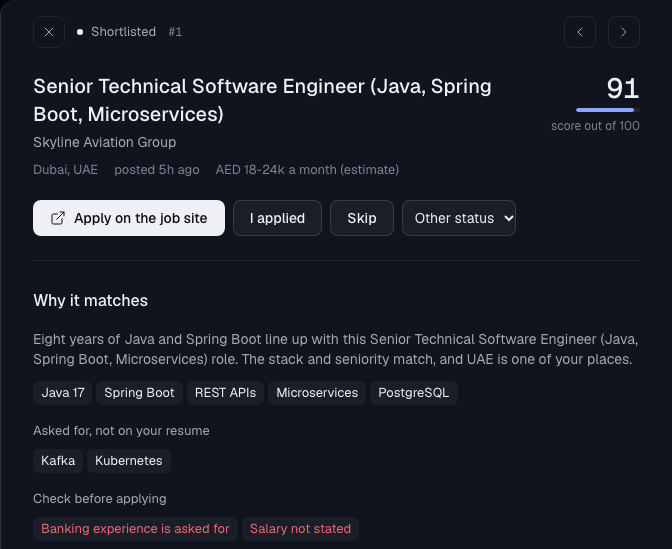 Shortlisted #1
Senior Technical Software Engineer (Java, Spring
Boot, Microservices)
91
score out of 100
Skyline Aviation Group
Dubai, UAE posted 5h ago AED 18-24k a month (estimate)
Apply on the job site I applied Skip Other status
Why it matches
Eight years of Java and Spring Boot line up with this Senior Technical Software Engineer (Java,
Spring Boot, Microservices) role. The stack and seniority match, and UAE is one of your places.
Java 17 Spring Boot REST APIs Microservices PostgreSQL
Asked for, not on your resume
Kafka Kubernetes
Check before applying
Banking experience is asked for Salary not stated